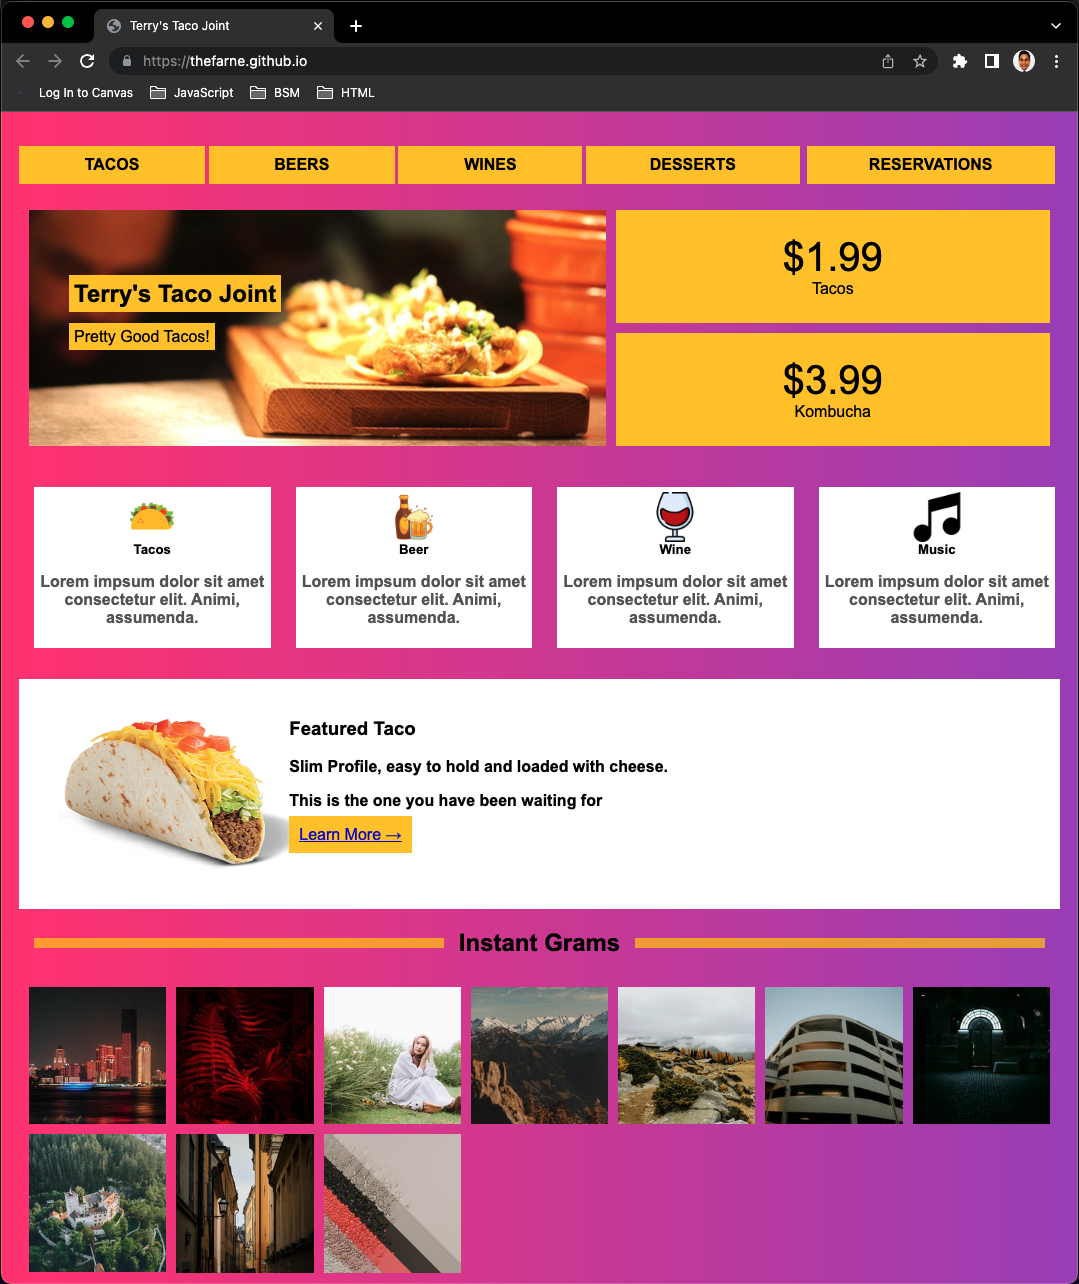 Terry's Taco Joint
https://thefarne.github.io
Log In to Canvas JavaScript BSM HTML
TACOS BEERS WINES DESSERTS RESERVATIONS
Terry's Taco Joint
Pretty Good Tacos!
$1.99
Tacos
$3.99
Kombucha
Tacos
Lorem impsum dolor sit amet
consectetur elit. Animi,
assumenda.
Beer
Lorem impsum dolor sit amet
consectetur elit. Animi,
assumenda.
Wine
Lorem impsum dolor sit amet
consectetur elit. Animi,
assumenda.
Music
Lorem impsum dolor sit amet
consectetur elit. Animi,
assumenda.
Featured Taco
Slim Profile, easy to hold and loaded with cheese.
This is the one you have been waiting for
Learn More →
Instant Grams